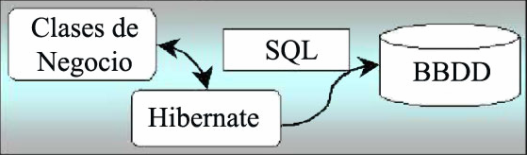 Clases de
Negocio
SQL
BBDD
Hibernate